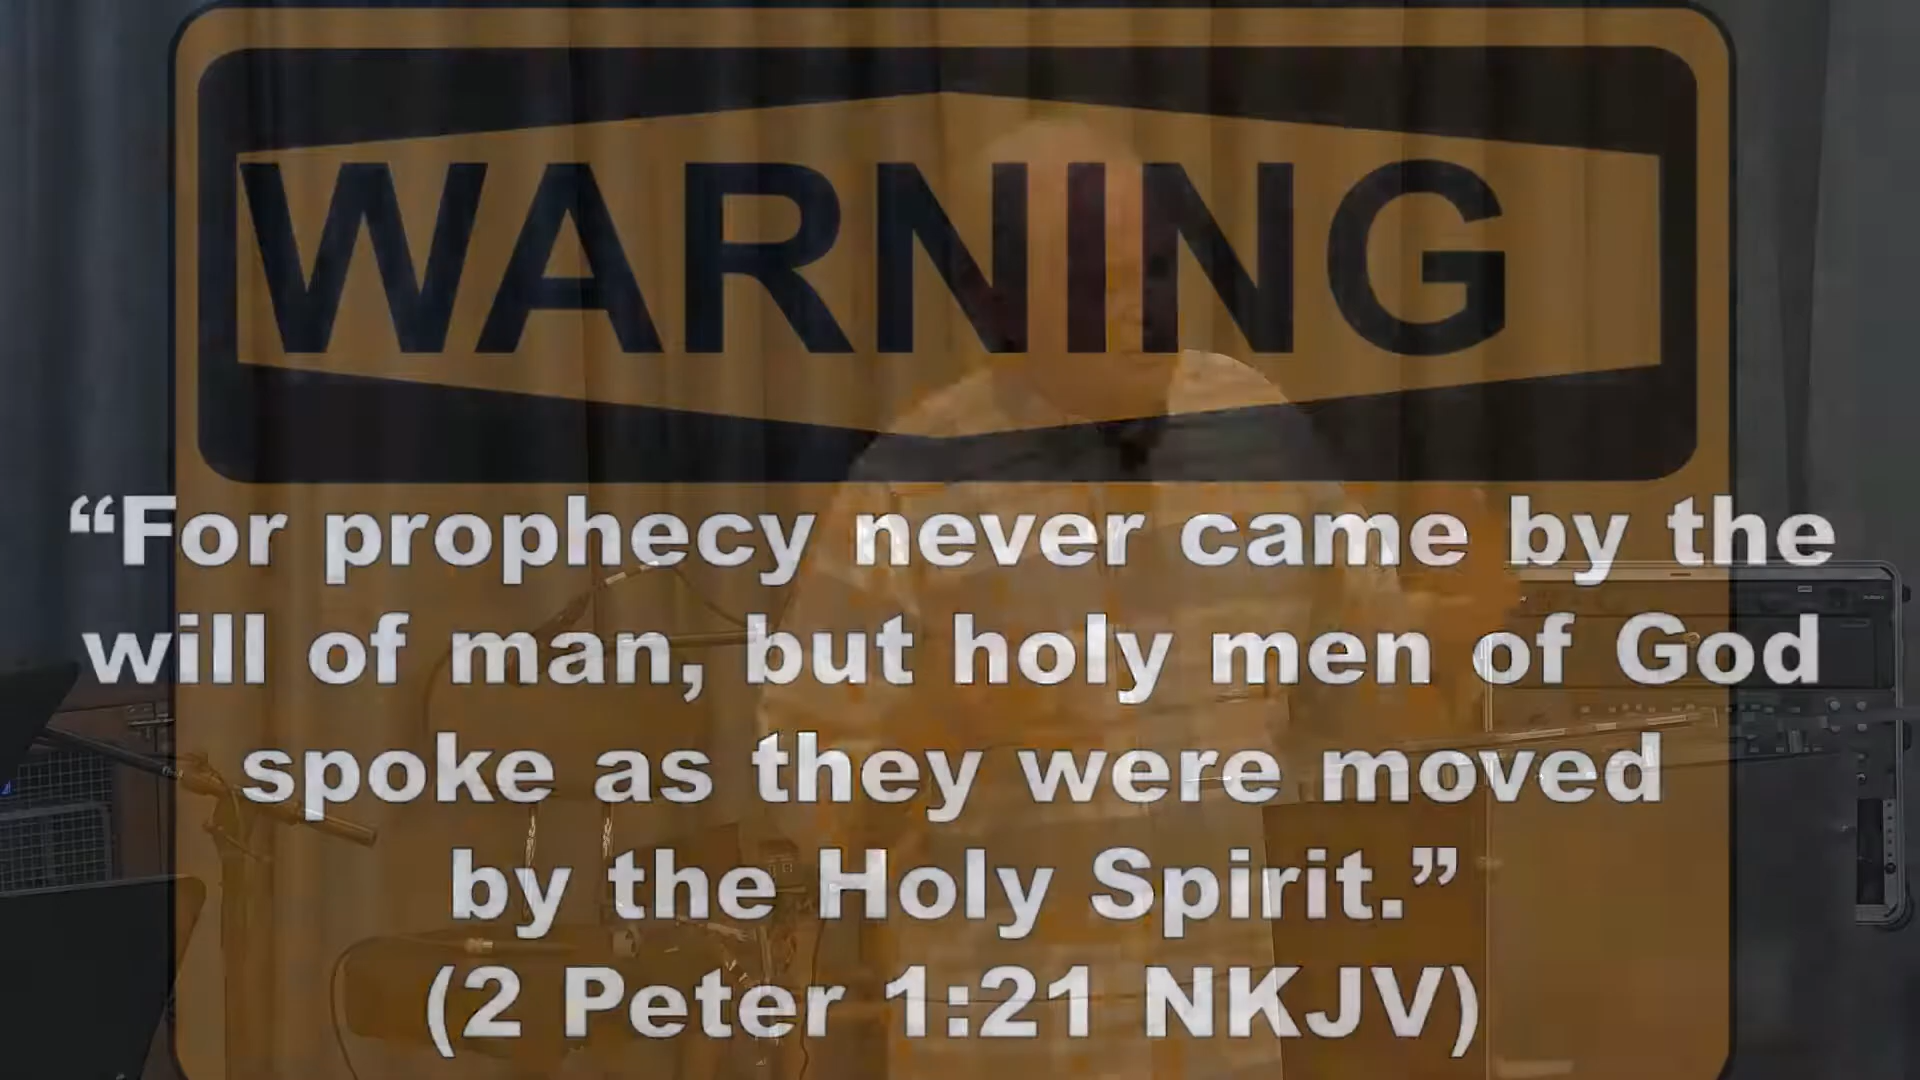 WARNING
“For prophecy never came by the
will of man, but holy men of God
spoke as they were moved
by the Holy Spirit.”
(2 Peter 1:21 NKJV)